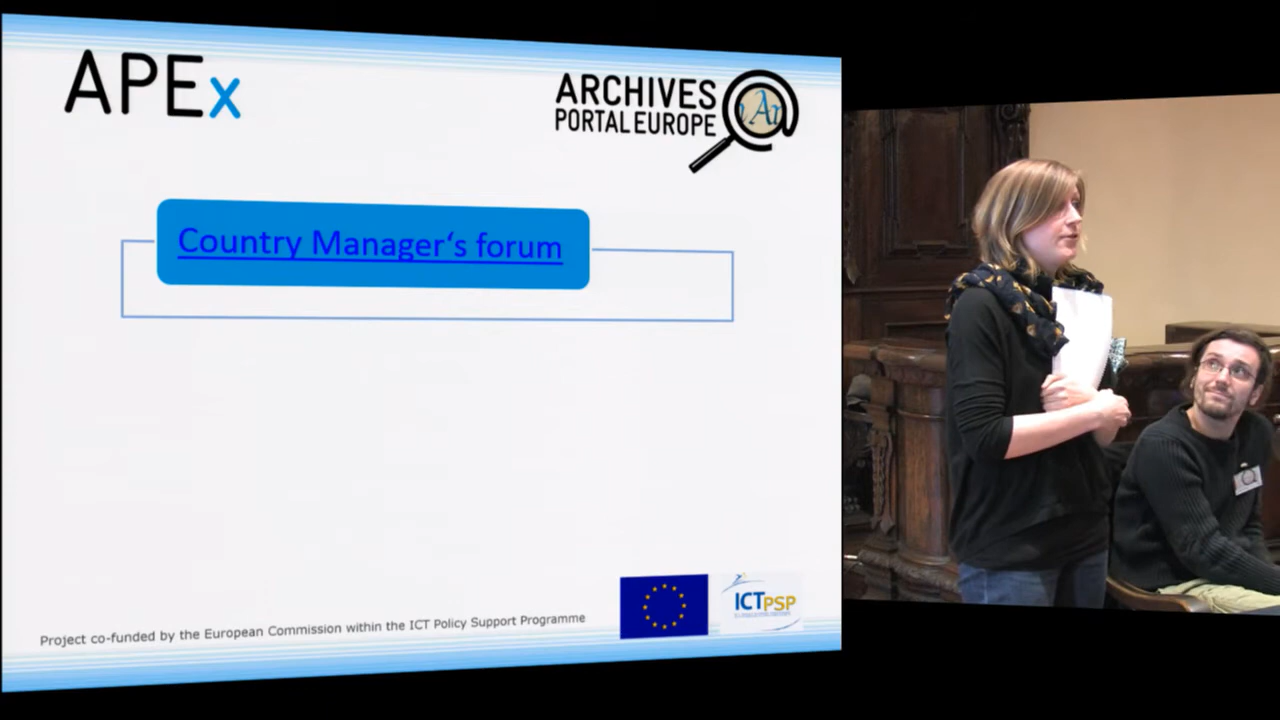 APEx
ARCHIVES
PORTAL EUROPE
Country Manager‘s forum
Project co-funded by the European Commission within the ICT Policy Support Programme
ICT PSP